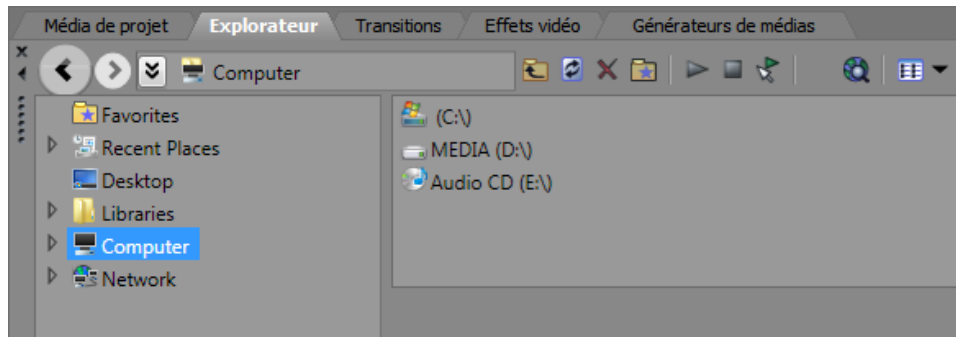 Média de projet Explorateur Transitions Effets vidéo Générateurs de médias
Computer
Favorites
Recent Places
Desktop
Libraries
Computer
Network
(C:\)
MEDIA (D:\)
Audio CD (E:\)